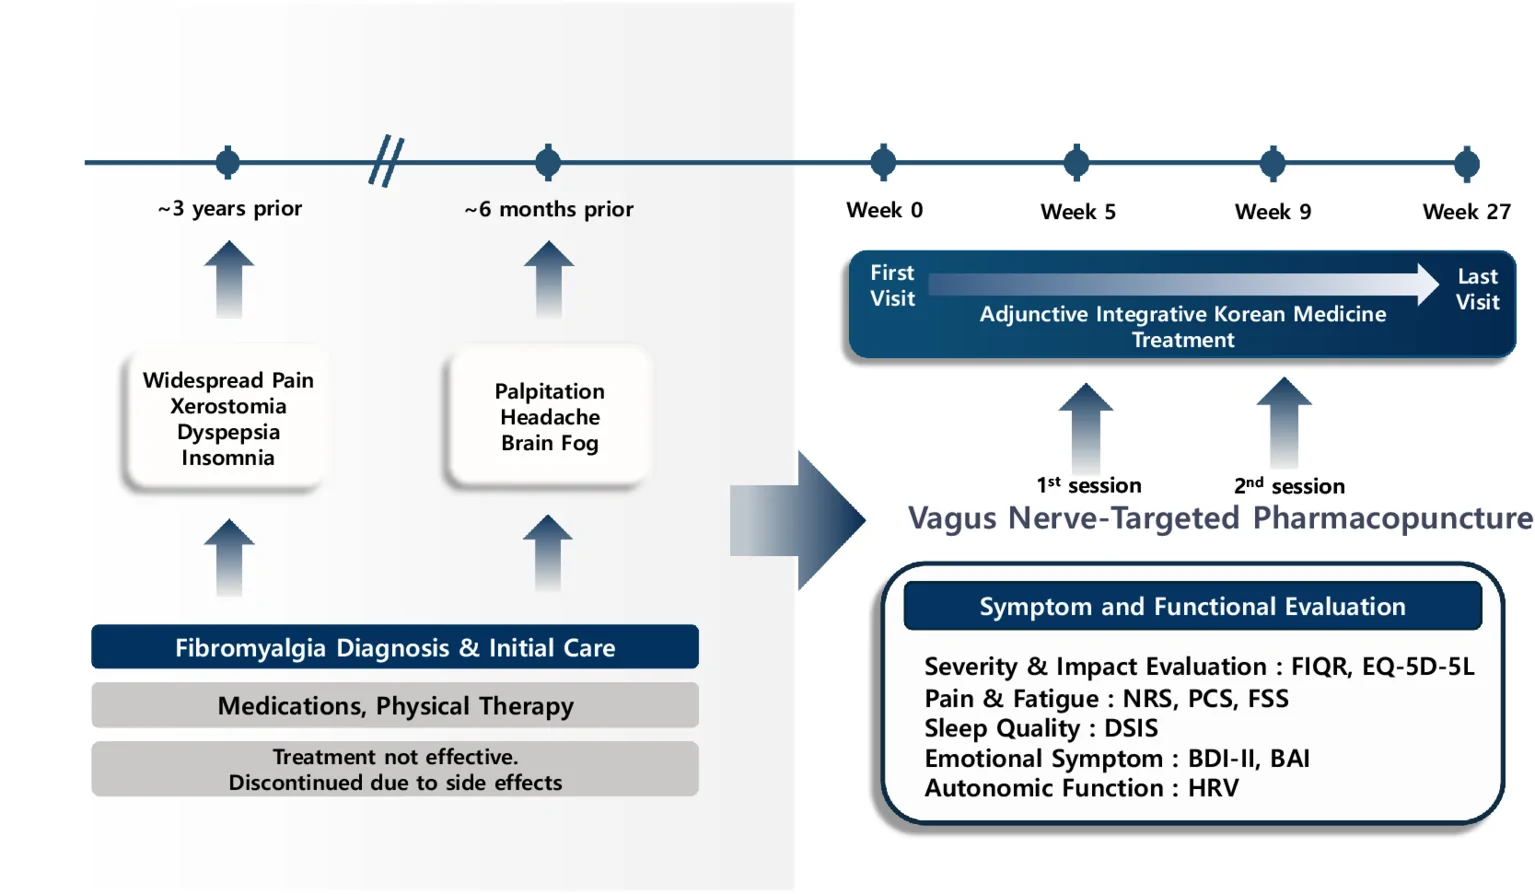 ~3 years prior
~6 months prior
Week 0
Week 5
Week 9
Week 27
Widespread Pain
Xerostomia
Dyspepsia
Insomnia
Palpitation
Headache
Brain Fog
Fibromyalgia Diagnosis & Initial Care
Medications, Physical Therapy
Treatment not effective.
Discontinued due to side effects
First
Visit
Last
Visit
Adjunctive Integrative Korean Medicine
Treatment
1st session
2nd session
Vagus Nerve-Targeted Pharmacopuncture
Symptom and Functional Evaluation
Severity & Impact Evaluation : FIQR, EQ-5D-5L
Pain & Fatigue : NRS, PCS, FSS
Sleep Quality : DSIS
Emotional Symptom : BDI-II, BAI
Autonomic Function : HRV